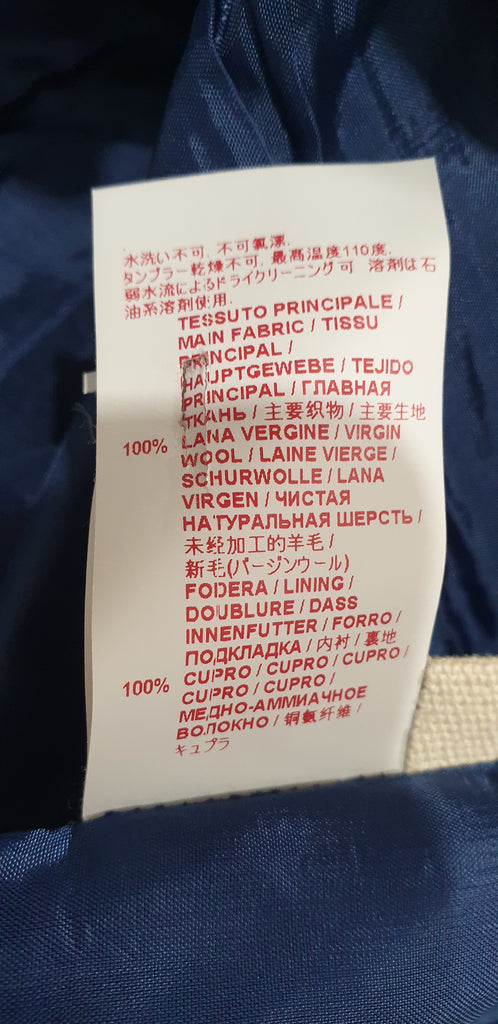 水洗い不可. 不可氯漂.
タンブラー乾燥不可. 最高温度110度.
弱水流によるドライクリーニング可 溶剤は石
油系溶剤使用.
TESSUTO PRINCIPALE /
MAIN FABRIC / TISSU
PRINCIPAL /
HAUPTGEWEBE / TEJIDO
PRINCIPAL / ГЛАВНАЯ
ТКАНЬ / 主要织物 / 主要生地
100% LANA VERGINE / VIRGIN
WOOL / LAINE VIERGE /
SCHURWOLLE / LANA
VIRGEN / ЧИСТАЯ
НАТУРАЛЬНАЯ ШЕРСТЬ /
未经加工的羊毛 /
新毛(バージンウール)
FODERA / LINING /
DOUBLURE / DASS
INNENFUTTER / FORRO /
ПОДКЛАДКА / 内衬 / 裏地
100% CUPRO / CUPRO / CUPRO /
CUPRO / CUPRO /
МЕДНО-АММИАЧНОЕ
ВОЛОКНО / 铜氨纤维 /
キュプラ